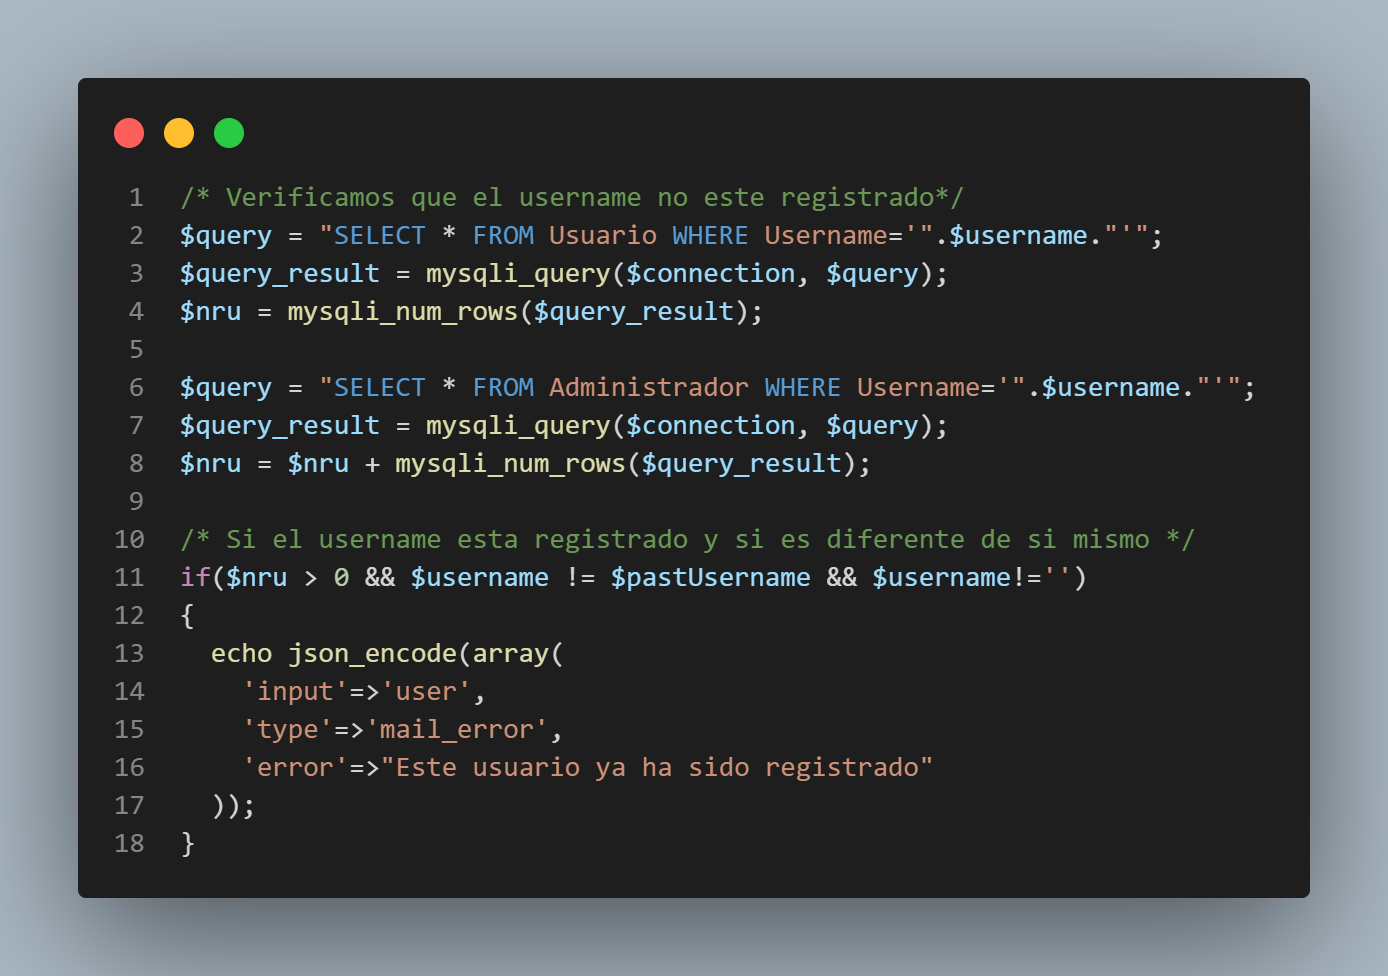 1 /* Verificamos que el username no este registrado*/
2 $query = "SELECT * FROM Usuario WHERE Username='".$username."'";
3 $query_result = mysqli_query($connection, $query);
4 $nru = mysqli_num_rows($query_result);
5
6 $query = "SELECT * FROM Administrador WHERE Username='".$username."'";
7 $query_result = mysqli_query($connection, $query);
8 $nru = $nru + mysqli_num_rows($query_result);
9
10 /* Si el username esta registrado y si es diferente de si mismo */
11 if($nru > 0 && $username != $pastUsername && $username!='')
12 {
13   echo json_encode(array(
14     'input'=>'user',
15     'type'=>'mail_error',
16     'error'=>"Este usuario ya ha sido registrado"
17   ));
18 }